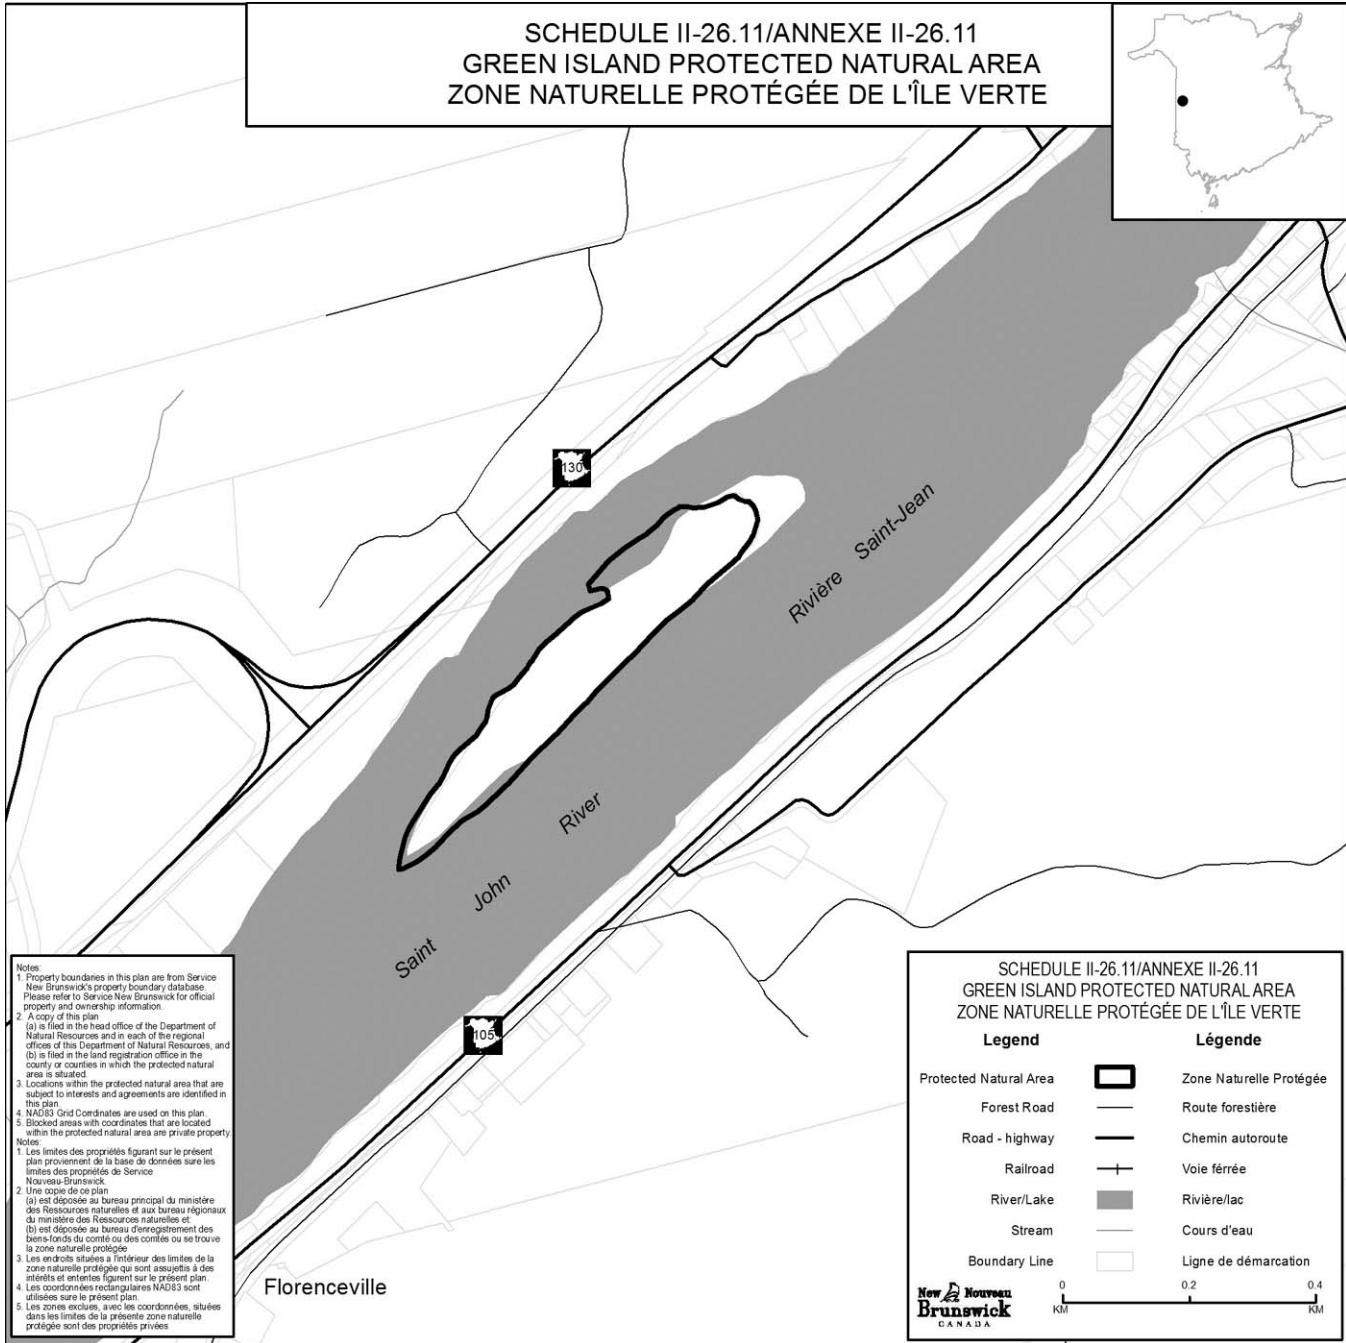 SCHEDULE II-26.11/ANNEXE II-26.11
GREEN ISLAND PROTECTED NATURAL AREA
ZONE NATURELLE PROTÉGÉE DE L'ÎLE VERTE
130
Rivière Saint-Jean
Saint John River
105
Florenceville
Notes:
1. Property boundaries in this plan are from Service
New Brunswick's property boundary database.
Please refer to Service New Brunswick for official
property and ownership information.
2. A copy of this plan
(a) is filed in the head office of the Department of
Natural Resources and in each of the regional
offices of this Department of Natural Resources, and
(b) is filed in the land registration offfice in the
county or counties in which the protected natural
area is situated.
3. Locations within the protected natural area that are
subject to interests and agreements are identified in
this plan.
4. NAD83 Grid Corrdinates are used on this plan.
5. Blocked areas with coordinates that are located
within the protected natural area are private property.
Notes:
1. Les limites des propriétés figurant sur le présent
plan proviennent de la base de données sure les
limites des propriétés de Service
Nouveau-Brunswick.
2. Une copie de ce plan
(a) est déposée au bureau principal du ministère
des Ressources naturelles et aux bureau régionaux
du ministère des Ressources naturelles et:
(b) est déposée au bureau d'enregistrement des
biens-fonds du comté ou des comtés ou se trouve
la zone naturelle protégée
3. Les endroits situées a l'intérieur des limites de la
zone naturelle protégée qui sont assujettis à des
intérêts et ententes figurent sur le présent plan.
4. Les coordonnées rectangulaires NAD83 sont
utilisées sure le présent plan.
5. Les zones exclues, avec les coordonnées, situées
dans les limites de la présente zone naturelle
protégée sont des propriétés privées
SCHEDULE II-26.11/ANNEXE II-26.11
GREEN ISLAND PROTECTED NATURAL AREA
ZONE NATURELLE PROTÉGÉE DE L'ÎLE VERTE
Legend Légende
Protected Natural Area Zone Naturelle Protégée
Forest Road Route forestière
Road - highway Chemin autoroute
Railroad Voie férrée
River/Lake Rivière/lac
Stream Cours d'eau
Boundary Line Ligne de démarcation
New Nouveau
Brunswick
CANADA
0 0.2 0.4
KM KM